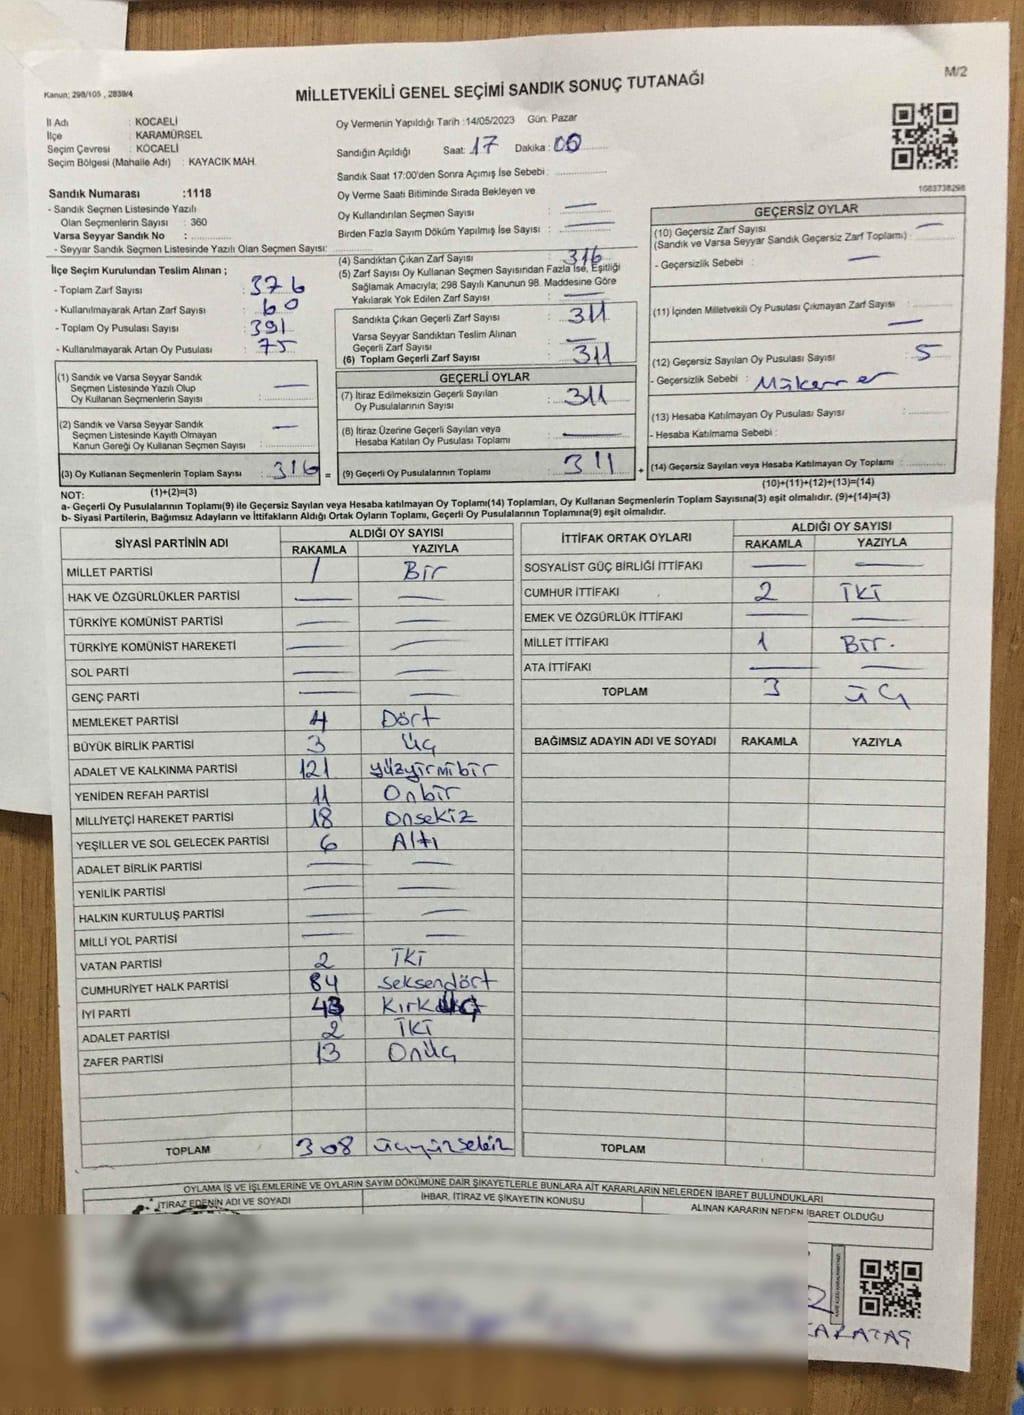 M/2
Kanun; 298/105 , 2839/4
MİLLETVEKİLİ GENEL SEÇİMİ SANDIK SONUÇ TUTANAĞI
İl Adı : KOCAELİ
İlçe : KARAMÜRSEL
Seçim Çevresi : KOCAELİ
Seçim Bölgesi (Mahalle Adı) : KAYACIK MAH.
Sandık Numarası :1118
- Sandık Seçmen Listesinde Yazılı
Olan Seçmenlerin Sayısı : 360
Varsa Seyyar Sandık No :
- Seyyar Sandık Seçmen Listesinde Yazılı Olan Seçmen Sayısı:
Oy Vermenin Yapıldığı Tarih :14/05/2023 Gün: Pazar
Sandığın Açıldığı Saat: 17 Dakika : 00
Sandık Saat 17:00'den Sonra Açımış İse Sebebi :
Oy Verme Saati Bitiminde Sırada Bekleyen ve
Oy Kullandırılan Seçmen Sayısı : —
Birden Fazla Sayım Döküm Yapılmış İse Sayısı : —
1003738298
İlçe Seçim Kurulundan Teslim Alınan ;
- Toplam Zarf Sayısı : 376
- Kullanılmayarak Artan Zarf Sayısı : 60
- Toplam Oy Pusulası Sayısı : 391
- Kullanılmayarak Artan Oy Pusulası : 75
(1) Sandık ve Varsa Seyyar Sandık
Seçmen Listesinde Yazılı Olup
Oy Kullanan Seçmenlerin Sayısı : —
(2) Sandık ve Varsa Seyyar Sandık
Seçmen Listesinde Kayıtlı Olmayan
Kanun Gereği Oy Kullanan Seçmen Sayısı : —
(3) Oy Kullanan Seçmenlerin Toplam Sayısı : 316 =
(1)+(2)=(3)
(4) Sandıktan Çıkan Zarf Sayısı : 316
(5) Zarf Sayısı Oy Kullanan Seçmen Sayısından Fazla İse, Eşitliği
Sağlamak Amacıyla; 298 Sayılı Kanunun 98. Maddesine Göre
Yakılarak Yok Edilen Zarf Sayısı : —
Sandıkta Çıkan Geçerli Zarf Sayısı : 311
Varsa Seyyar Sandıktan Teslim Alınan
Geçerli Zarf Sayısı : —
(6) Toplam Geçerli Zarf Sayısı : 311
GEÇERLİ OYLAR
(7) İtiraz Edilmeksizin Geçerli Sayılan
Oy Pusulalarının Sayısı : 311
(8) İtiraz Üzerine Geçerli Sayılan veya
Hesaba Katılan Oy Pusulası Toplamı : —
(9) Geçerli Oy Pusulalarının Toplamı : 311 +
GEÇERSİZ OYLAR
(10) Geçersiz Zarf Sayısı —
(Sandık ve Varsa Seyyar Sandık Geçersiz Zarf Toplamı) :
- Geçersizlik Sebebi : —
(11) İçinden Milletvekili Oy Pusulası Çıkmayan Zarf Sayısı : —
(12) Geçersiz Sayılan Oy Pusulası Sayısı : 5
- Geçersizlik Sebebi : Mükerrer
(13) Hesaba Katılmayan Oy Pusulası Sayısı :
- Hesaba Katılmama Sebebi :
(14) Geçersiz Sayılan veya Hesaba Katılmayan Oy Toplamı :
(10)+(11)+(12)+(13)=(14)
NOT:
a- Geçerli Oy Pusulalarının Toplamı(9) ile Geçersiz Sayılan veya Hesaba katılmayan Oy Toplamı(14) Toplamları, Oy Kullanan Seçmenlerin Toplam Sayısına(3) eşit olmalıdır. (9)+(14)=(3)
b- Siyasi Partilerin, Bağımsız Adayların ve İttifakların Aldığı Ortak Oyların Toplamı, Geçerli Oy Pusulalarının Toplamına(9) eşit olmalıdır.
SİYASİ PARTİNİN ADI ALDIĞI OY SAYISI
RAKAMLA YAZIYLA
MİLLET PARTİSİ 1 Bir
HAK VE ÖZGÜRLÜKLER PARTİSİ — —
TÜRKİYE KOMÜNİST PARTİSİ — —
TÜRKİYE KOMÜNİST HAREKETİ — —
SOL PARTİ — —
GENÇ PARTİ — —
MEMLEKET PARTİSİ 4 Dört
BÜYÜK BİRLİK PARTİSİ 3 Üç
ADALET VE KALKINMA PARTİSİ 121 yüzyirmibir
YENİDEN REFAH PARTİSİ 11 Onbir
MİLLİYETÇİ HAREKET PARTİSİ 18 Onsekiz
YEŞİLLER VE SOL GELECEK PARTİSİ 6 Altı
ADALET BİRLİK PARTİSİ — —
YENİLİK PARTİSİ — —
HALKIN KURTULUŞ PARTİSİ — —
MİLLİ YOL PARTİSİ — —
VATAN PARTİSİ 2 İki
CUMHURİYET HALK PARTİSİ 84 seksendört
İYİ PARTİ 43 Kırküç
ADALET PARTİSİ 2 İki
ZAFER PARTİSİ 13 Onüç
TOPLAM 308 üçyüzsekiz
İTTİFAK ORTAK OYLARI ALDIĞI OY SAYISI
RAKAMLA YAZIYLA
SOSYALİST GÜÇ BİRLİĞİ İTTİFAKI — —
CUMHUR İTTİFAKI 2 İki
EMEK VE ÖZGÜRLÜK İTTİFAKI — —
MİLLET İTTİFAKI 1 Bir.
ATA İTTİFAKI — —
TOPLAM 3 üç
BAĞIMSIZ ADAYIN ADI VE SOYADI RAKAMLA YAZIYLA
TOPLAM
OYLAMA İŞ VE İŞLEMLERİNE VE OYLARIN SAYIM DÖKÜMÜNE DAİR ŞİKAYETLERLE BUNLARA AİT KARARLARIN NELERDEN İBARET BULUNDUKLARI
İTİRAZ EDENİN ADI VE SOYADI İHBAR, İTİRAZ VE ŞİKAYETİN KONUSU ALINAN KARARIN NEDEN İBARET OLDUĞU
KARATAŞ